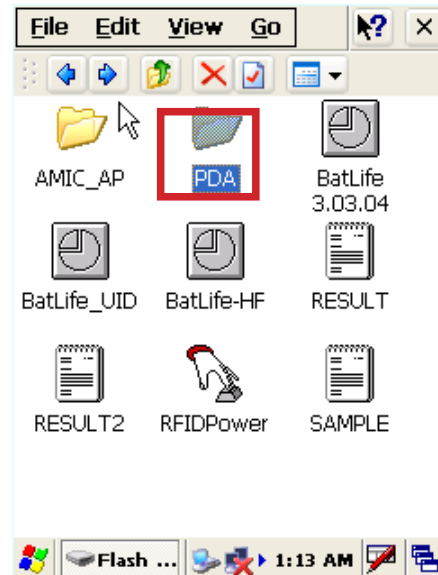 File Edit View Go ? ×
AMIC_AP PDA BatLife
3.03.04
BatLife_UID BatLife-HF RESULT
RESULT2 RFIDPower SAMPLE
Flash ... 1:13 AM